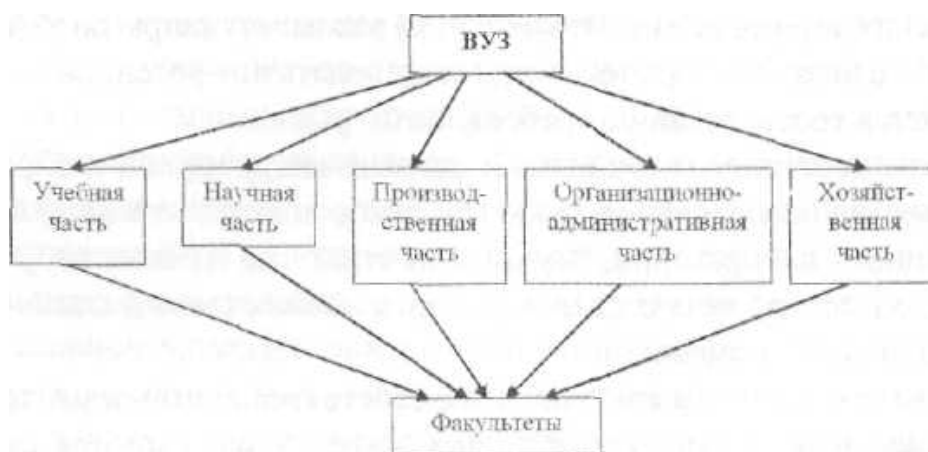 ВУЗ
Учебная
часть
Научная
часть
Производ-
ственная
часть
Организационно-
административная
часть
Хозяйст-
венная
часть
Факультеты